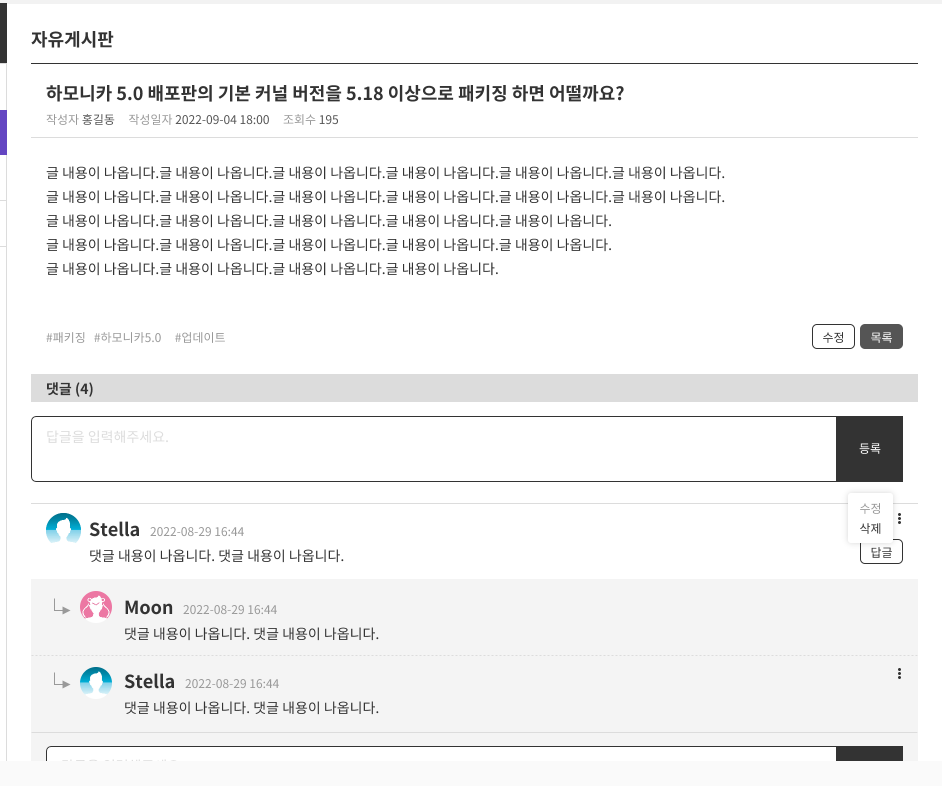 자유게시판
하모니카 5.0 배포판의 기본 커널 버전을 5.18 이상으로 패키징 하면 어떨까요?
작성자 홍길동 작성일자 2022-09-04 18:00 조회수 195
글 내용이 나옵니다.글 내용이 나옵니다.글 내용이 나옵니다.글 내용이 나옵니다.글 내용이 나옵니다.글 내용이 나옵니다.
글 내용이 나옵니다.글 내용이 나옵니다.글 내용이 나옵니다.글 내용이 나옵니다.글 내용이 나옵니다.글 내용이 나옵니다.
글 내용이 나옵니다.글 내용이 나옵니다.글 내용이 나옵니다.글 내용이 나옵니다.글 내용이 나옵니다.
글 내용이 나옵니다.글 내용이 나옵니다.글 내용이 나옵니다.글 내용이 나옵니다.글 내용이 나옵니다.
글 내용이 나옵니다.글 내용이 나옵니다.글 내용이 나옵니다.글 내용이 나옵니다.
#패키징 #하모니카5.0 #업데이트 수정 목록
댓글 (4)
답글을 입력해주세요.
등록
수정
삭제
답글
Stella 2022-08-29 16:44
댓글 내용이 나옵니다. 댓글 내용이 나옵니다.
Moon 2022-08-29 16:44
댓글 내용이 나옵니다. 댓글 내용이 나옵니다.
Stella 2022-08-29 16:44
댓글 내용이 나옵니다. 댓글 내용이 나옵니다.